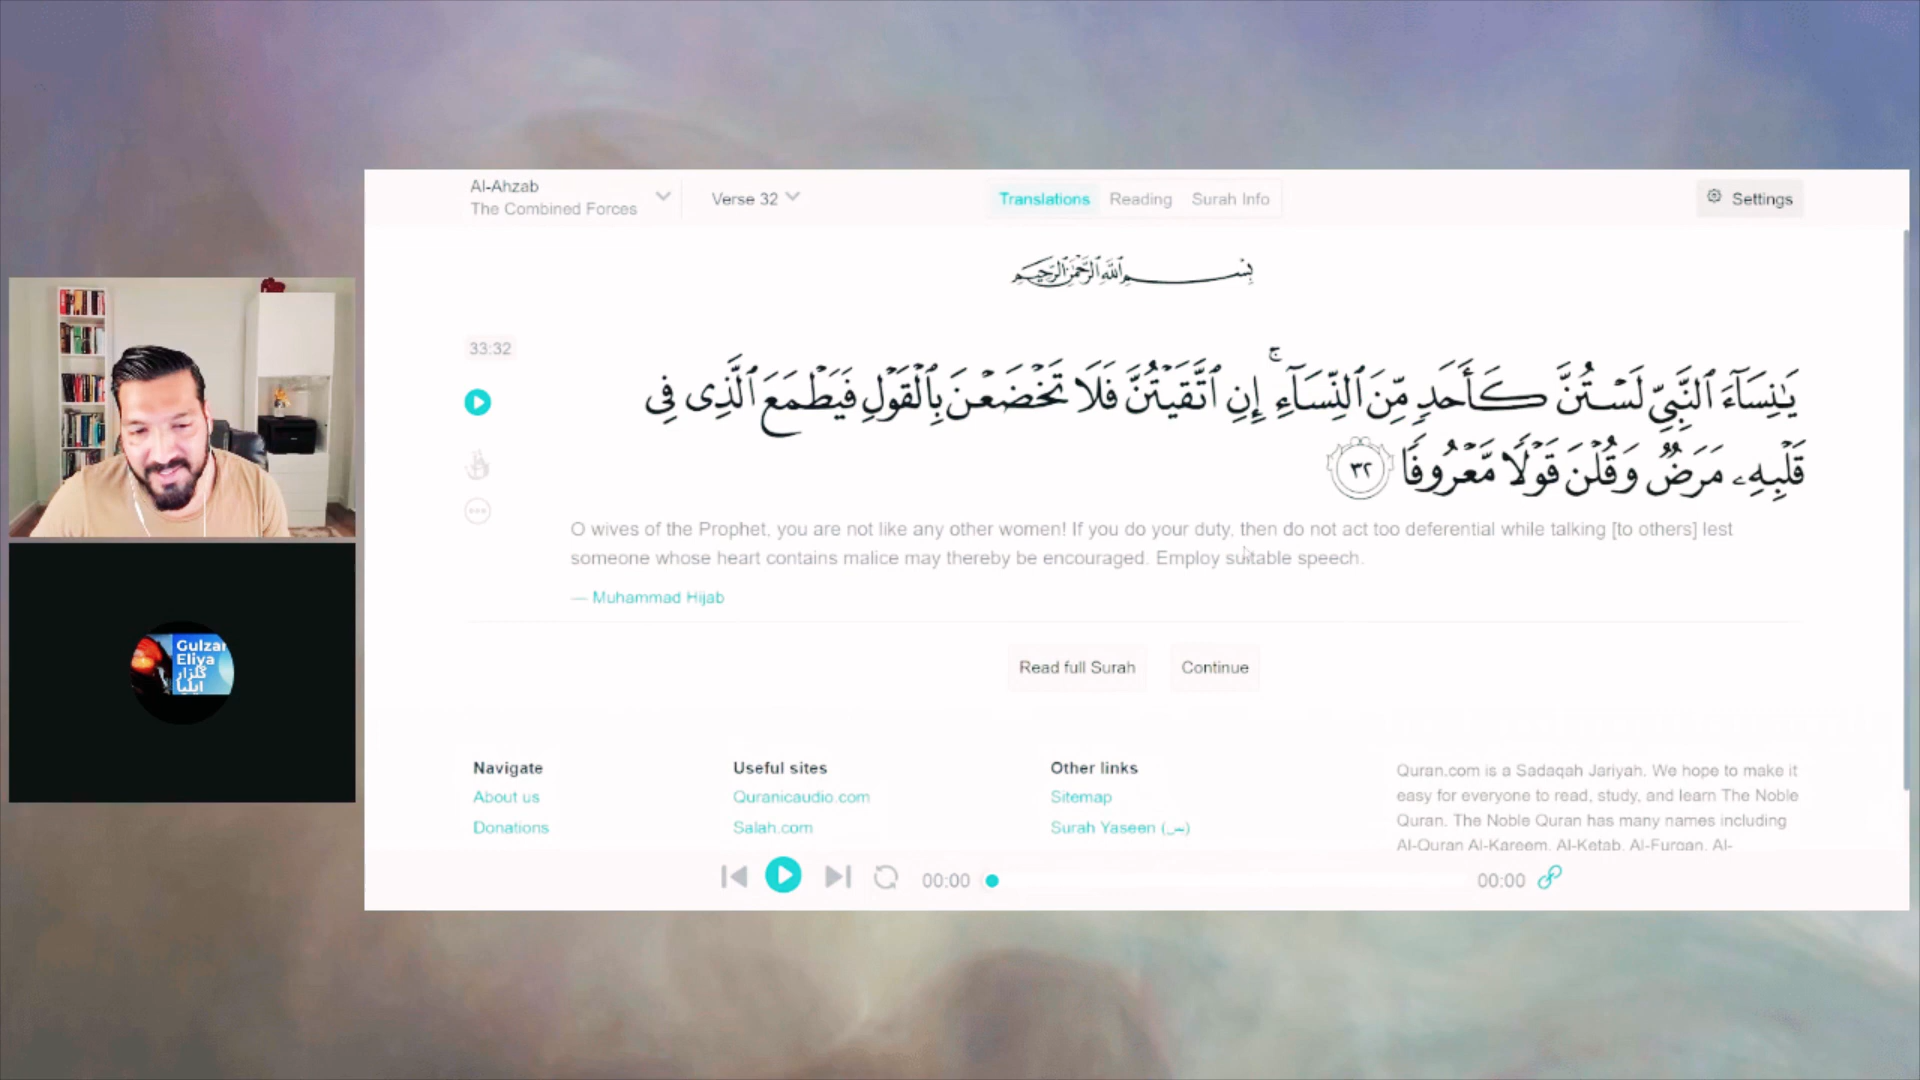 Al-Ahzab
The Combined Forces
Verse 32
Translations Reading Surah Info
Settings
بِسْمِ ٱللَّهِ ٱلرَّحْمَـٰنِ ٱلرَّحِيمِ
33:32
يَـٰنِسَآءَ ٱلنَّبِىِّ لَسْتُنَّ كَأَحَدٍ مِّنَ ٱلنِّسَآءِ ۚ إِنِ ٱتَّقَيْتُنَّ فَلَا تَخْضَعْنَ بِٱلْقَوْلِ فَيَطْمَعَ ٱلَّذِى فِى
قَلْبِهِۦ مَرَضٌ وَقُلْنَ قَوْلًا مَّعْرُوفًا ٣٢
O wives of the Prophet, you are not like any other women! If you do your duty, then do not act too deferential while talking [to others] lest
someone whose heart contains malice may thereby be encouraged. Employ suitable speech.
— Muhammad Hijab
Gulzar
Eliya
گلزار
ایلیا
Read full Surah Continue
Navigate
About us
Donations
Useful sites
Quranicaudio.com
Salah.com
Other links
Sitemap
Surah Yaseen
Quran.com is a Sadaqah Jariyah. We hope to make it
easy for everyone to read, study, and learn The Noble
Quran. The Noble Quran has many names including
Al-Quran Al-Kareem, Al-Ketab, Al-Furqan, Al-
00:00
00:00